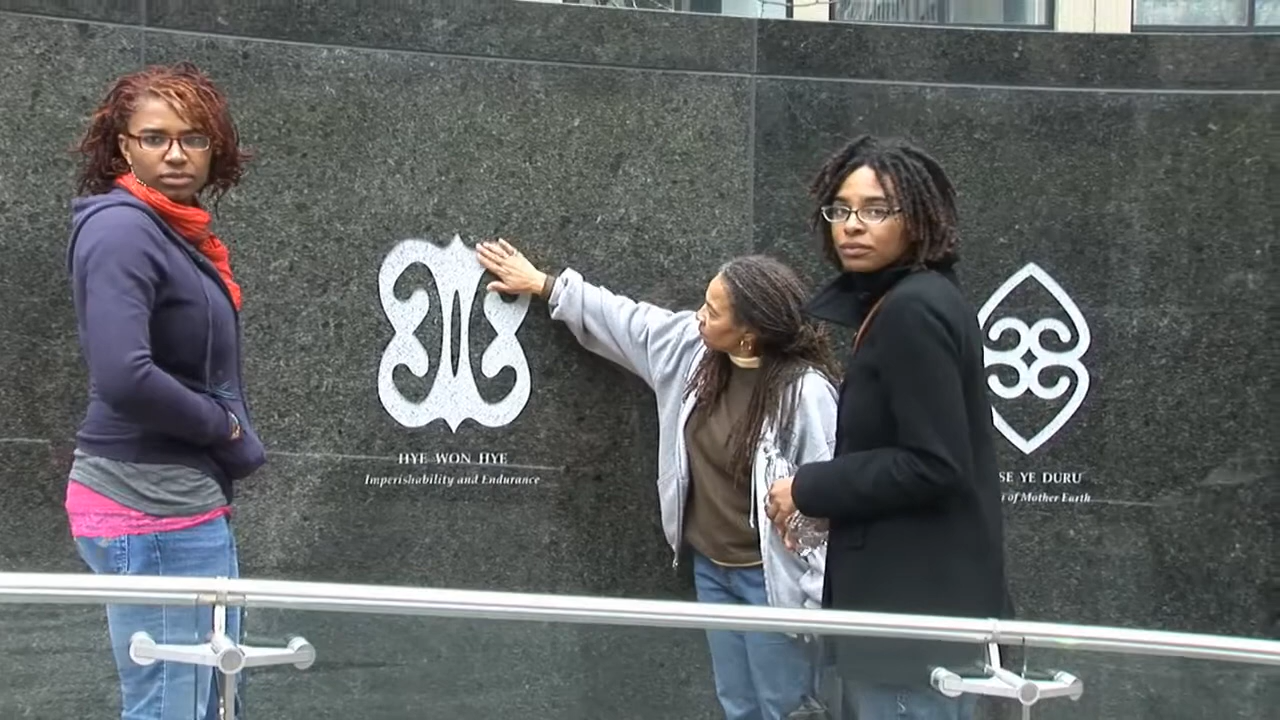 HYE WON HYE
Imperishability and Endurance
SE YE DURU
of Mother Earth